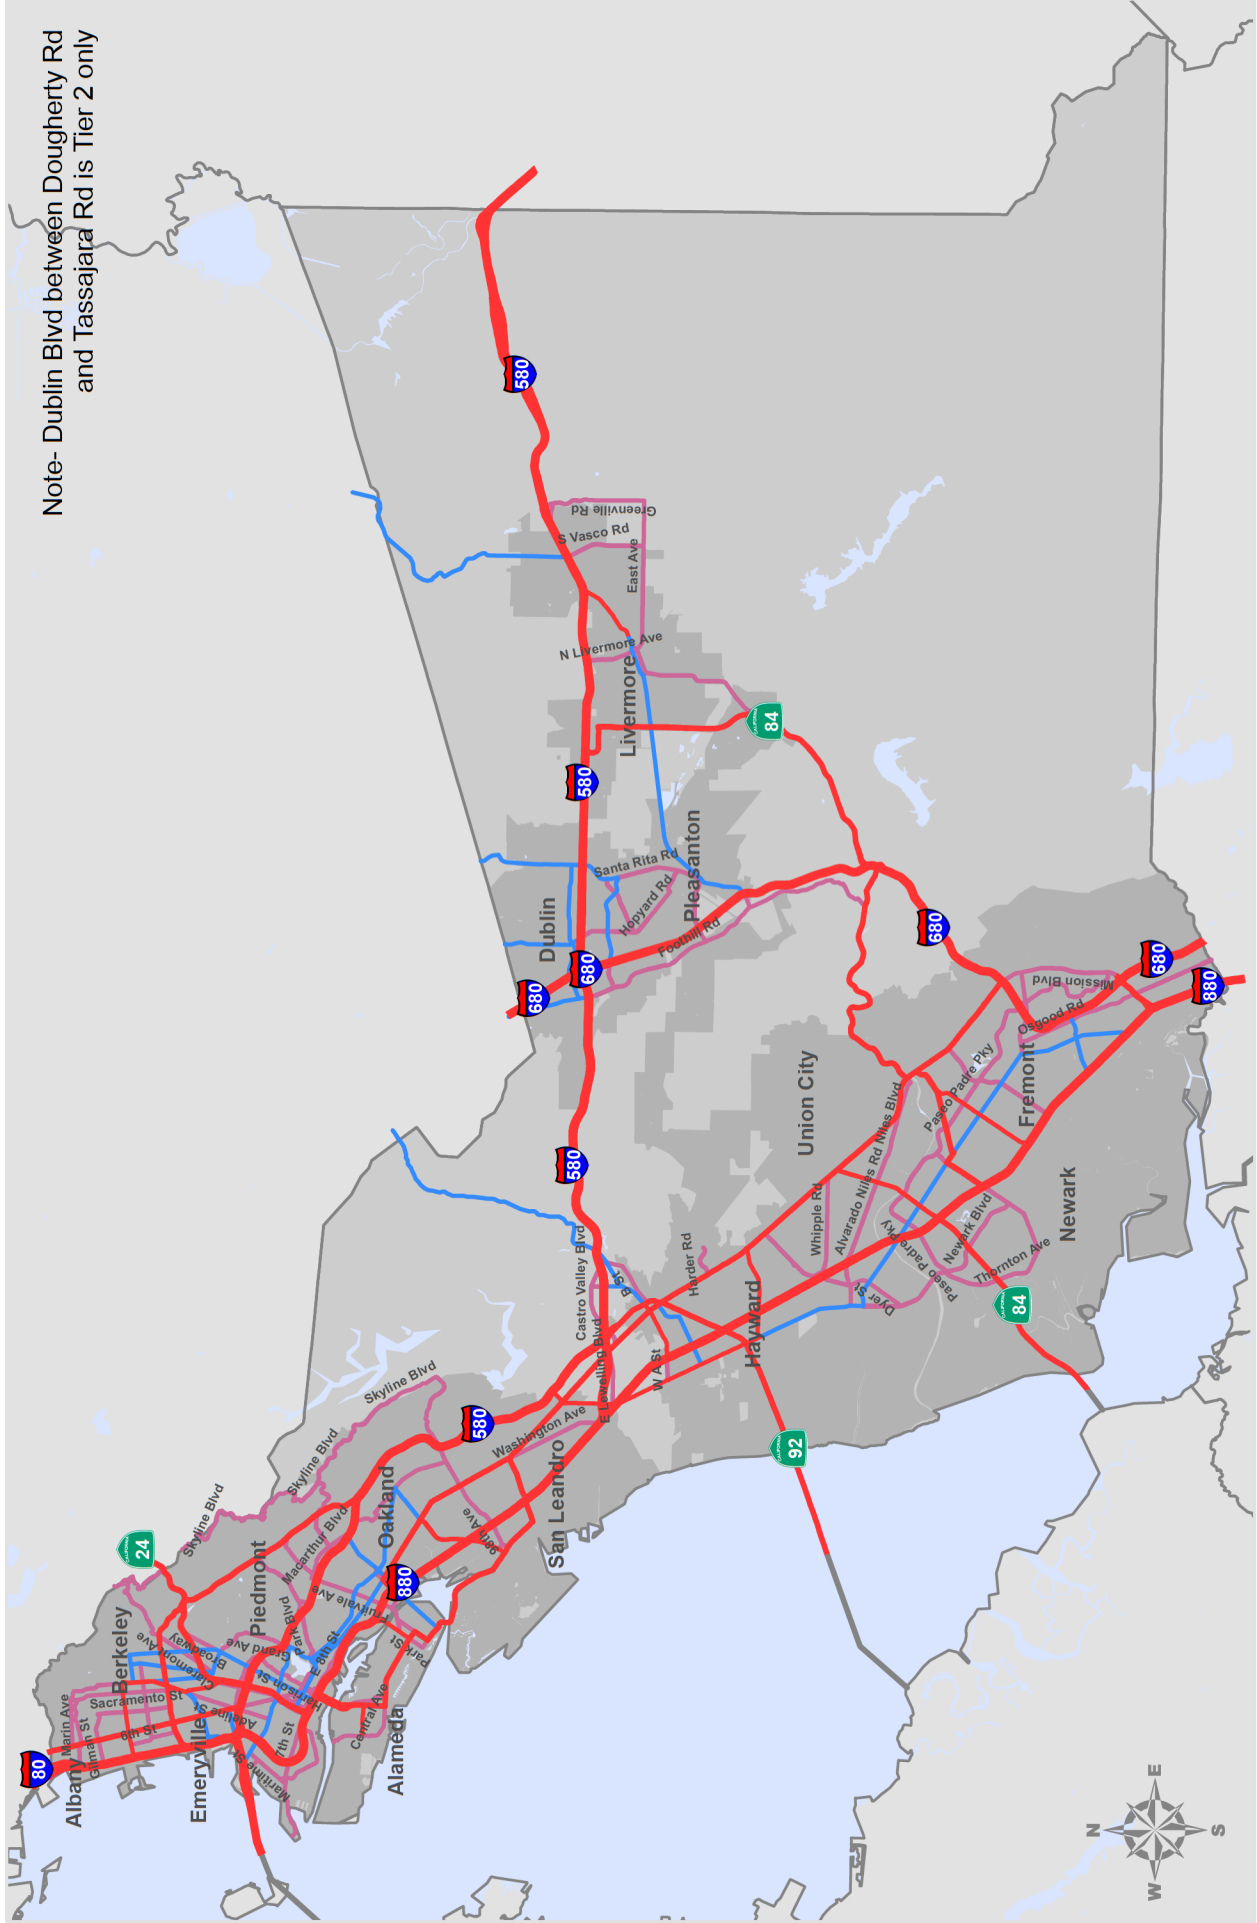 Note- Dublin Blvd between Dougherty Rd
and Tassajara Rd is Tier 2 only
80
Albany
Marin Ave
Gilman St
6th St
Sacramento St
Berkeley
Claremont Ave
Broadway
Grand Ave
Adeline St
Emeryville
Maritime St
7th St
Harrison St
E 8th St
Park Blvd
Piedmont
Macarthur Blvd
Fruitvale Ave
24
Skyline Blvd
Skyline Blvd
Skyline Blvd
Oakland
880
Park St
Central Ave
Alameda
98th Ave
580
San Leandro
Washington Ave
E Lewelling Blvd
Castro Valley Blvd
B St
W A St
Harder Rd
Hayward
CALIFORNIA
92
580
Whipple Rd
Alvarado Niles Rd
Niles Blvd
Union City
Dyer St
Paseo Padre Pky
Newark Blvd
Thornton Ave
CALIFORNIA
84
Newark
Fremont
Paseo Padre Pky
Osgood Rd
Mission Blvd
680
880
680
680
680
Dublin
Foothill Rd
Hopyard Rd
Santa Rita Rd
Pleasanton
580
Livermore
N Livermore Ave
CALIFORNIA
84
East Ave
S Vasco Rd
Greenville Rd
580
N
E
S
W